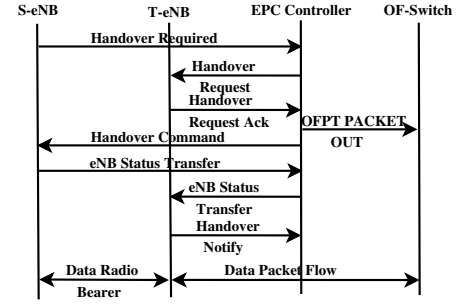 S-eNB T-eNB EPC Controller OF-Switch
Handover Required
Handover
Request
Handover
Request Ack
OFPT PACKET
OUT
Handover Command
eNB Status Transfer
eNB Status
Transfer
Handover
Notify
Data Radio
Bearer
Data Packet Flow